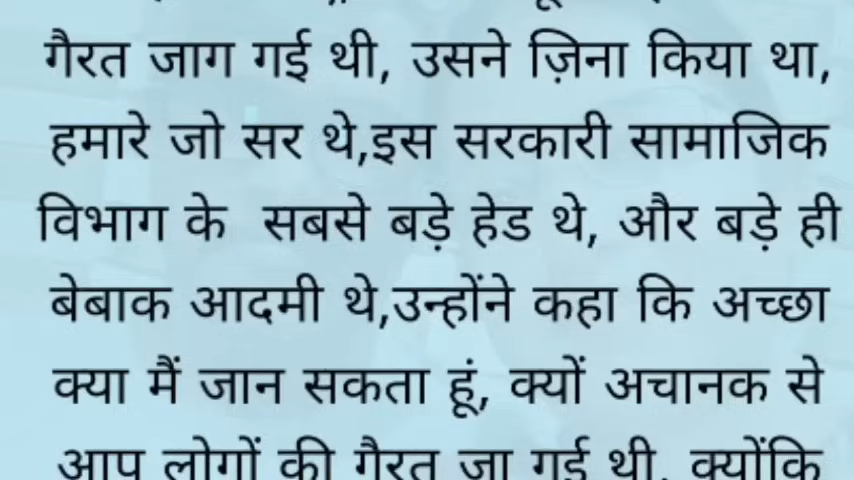 गैरत जाग गई थी, उसने ज़िना किया था,
हमारे जो सर थे,इस सरकारी सामाजिक
विभाग के सबसे बड़े हेड थे, और बड़े ही
बेबाक आदमी थे,उन्होंने कहा कि अच्छा
क्या मैं जान सकता हूं, क्यों अचानक से
आप लोगों की गैरत जा गई थी, क्योंकि